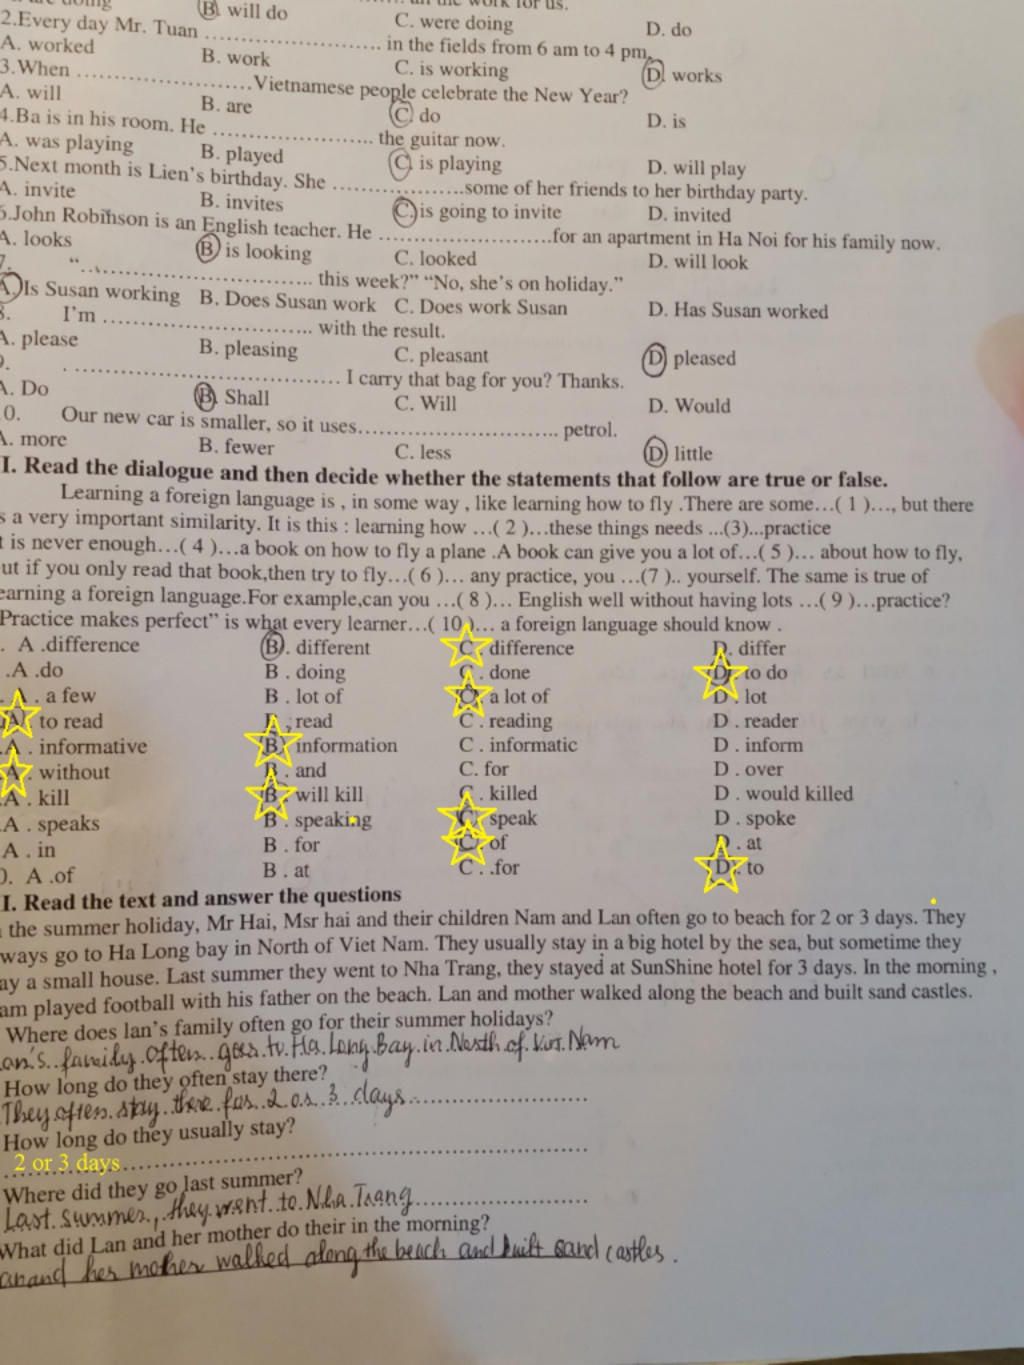 B. will do
C. were doing
D. do
2.Every day Mr. Tuan ........................ in the fields from 6 am to 4 pm.
A. worked B. work C. is working D. works
3.When ........................Vietnamese people celebrate the New Year?
A. will B. are C. do D. is
4.Ba is in his room. He ........................ the guitar now.
A. was playing B. played C. is playing D. will play
5.Next month is Lien's birthday. She ..................some of her friends to her birthday party.
A. invite B. invites C. is going to invite D. invited
6.John Robinson is an English teacher. He ........................for an apartment in Ha Noi for his family now.
A. looks B is looking C. looked D. will look
7. "................................. this week?" "No, she's on holiday."
A. Is Susan working B. Does Susan work C. Does work Susan D. Has Susan worked
8. I'm .............................. with the result.
A. please B. pleasing C. pleasant D pleased
9. ...................................... I carry that bag for you? Thanks.
A. Do B. Shall C. Will D. Would
0. Our new car is smaller, so it uses.............................. petrol.
A. more B. fewer C. less D little
I. Read the dialogue and then decide whether the statements that follow are true or false.
Learning a foreign language is , in some way , like learning how to fly .There are some...( 1 )..., but there
s a very important similarity. It is this : learning how ...( 2 )...these things needs ...(3)...practice
t is never enough...( 4 )...a book on how to fly a plane .A book can give you a lot of...( 5 )... about how to fly,
ut if you only read that book,then try to fly...( 6 )... any practice, you ...(7 ).. yourself. The same is true of
earning a foreign language.For example,can you ...( 8 )... English well without having lots ...( 9 )...practice?
Practice makes perfect" is what every learner...( 10 )... a foreign language should know .
. A .difference B. different C. difference D. differ
.A .do B . doing C . done D. to do
A . a few B . lot of C. a lot of D . lot
A. to read B . read C . reading D . reader
.A . informative B. information C . informatic D . inform
A . without B . and C. for D . over
A . kill B . will kill C . killed D . would killed
A . speaks B . speaking C. speak D . spoke
A . in B . for C. of D . at
0. A .of B . at C . .for D. to
I. Read the text and answer the questions
the summer holiday, Mr Hai, Msr hai and their children Nam and Lan often go to beach for 2 or 3 days. They
ways go to Ha Long bay in North of Viet Nam. They usually stay in a big hotel by the sea, but sometime they
ay a small house. Last summer they went to Nha Trang, they stayed at SunShine hotel for 3 days. In the morning ,
am played football with his father on the beach. Lan and mother walked along the beach and built sand castles.
Where does lan's family often go for their summer holidays?
an's family often goes to Ha Long Bay in North of Viet Nam
How long do they often stay there?
They often stay there for 2 or 3 days
How long do they usually stay?
2 or 3 days
Where did they go last summer?
Last summer, they went to Nha Trang
What did Lan and her mother do their in the morning?
an and her mother walked along the beach and built sand castles.